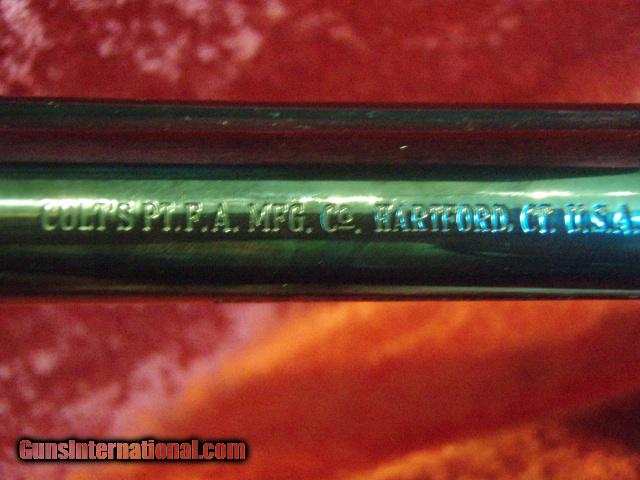 COLT'S PT. F. A. MFG. Co. HARTFORD, CT. U.S.A.
GunsInternational.com